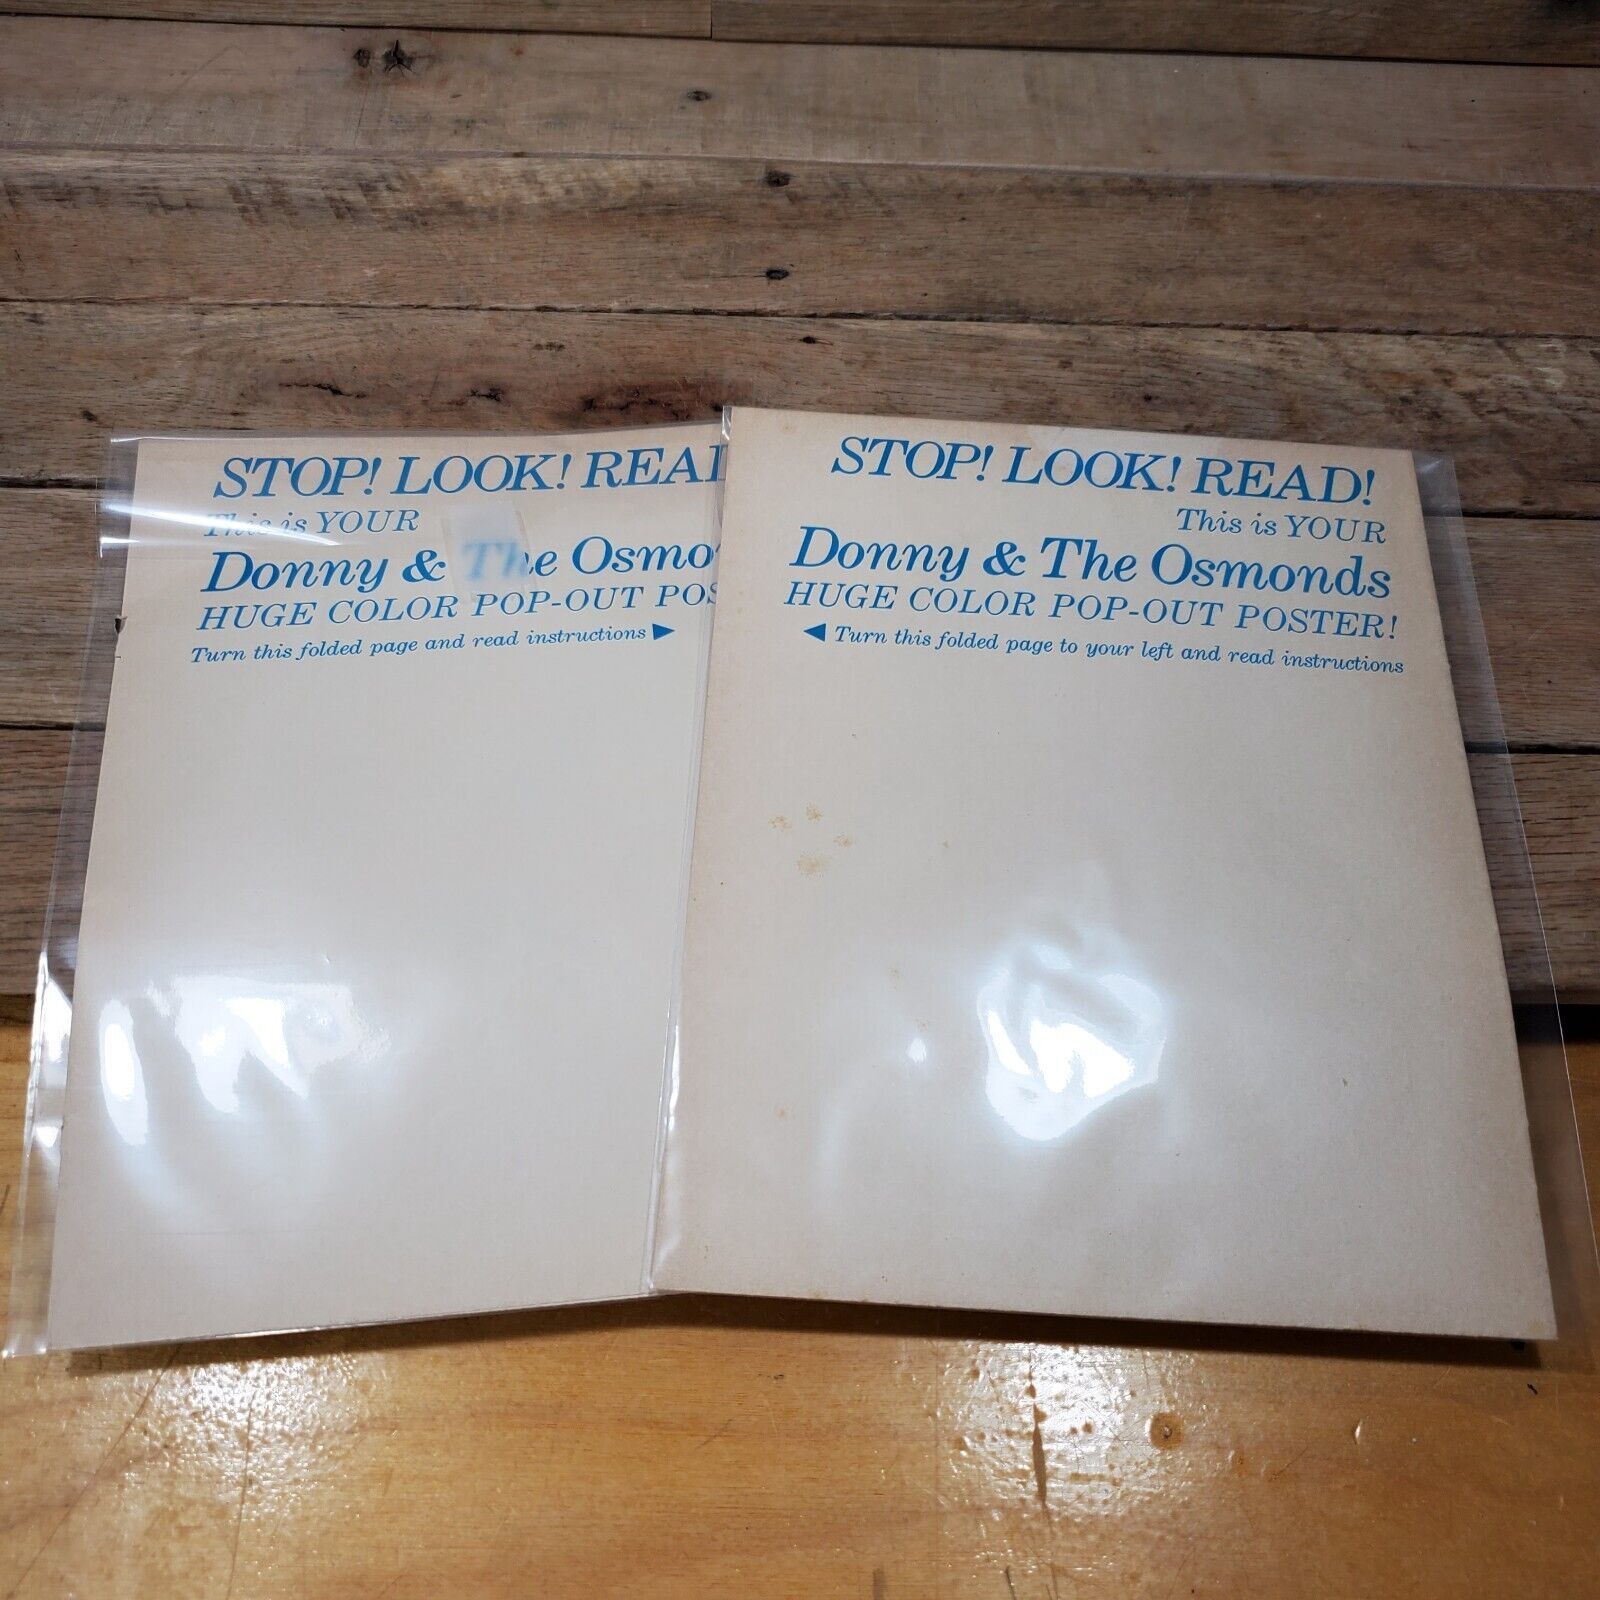 STOP! LOOK! READ
This is YOUR
Donny & The Osmo
HUGE COLOR POP-OUT POS
Turn this folded page and read instructions ▶
STOP! LOOK! READ!
This is YOUR
Donny & The Osmonds
HUGE COLOR POP-OUT POSTER!
◀ Turn this folded page to your left and read instructions